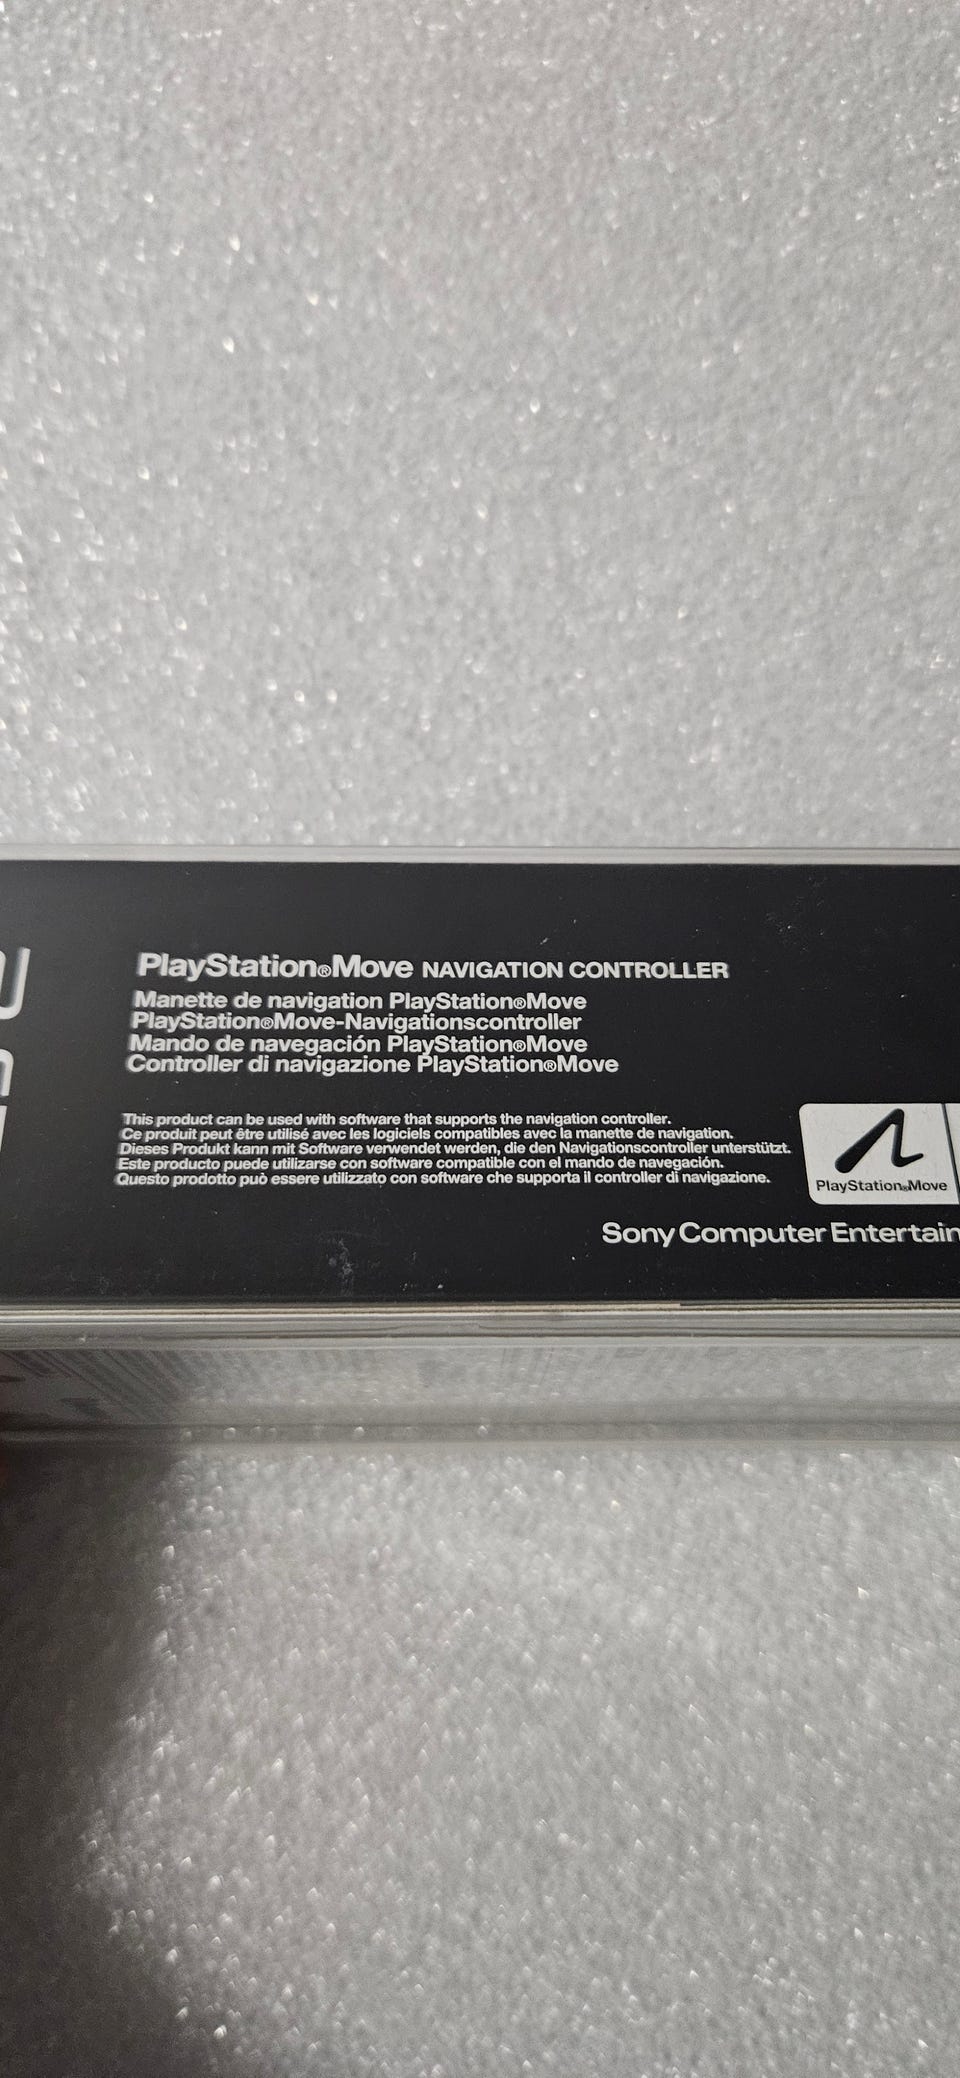 PlayStation®Move NAVIGATION CONTROLLER
Manette de navigation PlayStation®Move
PlayStation®Move-Navigationscontroller
Mando de navegación PlayStation®Move
Controller di navigazione PlayStation®Move
This product can be used with software that supports the navigation controller.
Ce produit peut être utilisé avec les logiciels compatibles avec la manette de navigation.
Dieses Produkt kann mit Software verwendet werden, die den Navigationscontroller unterstützt.
Este producto puede utilizarse con software compatible con el mando de navegación.
Questo prodotto può essere utilizzato con software che supporta il controller di navigazione.
PlayStation®Move
Sony Computer Entertain